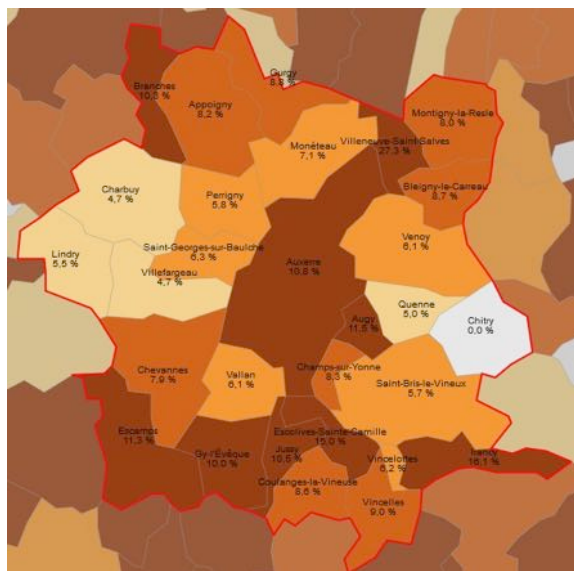 Gurgy
8,8 %
Branches
10,3 %
Appoigny
8,2 %
Montigny-la-Resle
8,0 %
Monéteau
7,1 %
Villeneuve-Saint-Salves
27,3 %
Charbuy
4,7 %
Perrigny
5,8 %
Bleigny-le-Carreau
8,7 %
Venoy
6,1 %
Saint-Georges-sur-Baulche
6,3 %
Lindry
5,5 %
Villefargeau
4,7 %
Auxerre
10,8 %
Quenne
5,0 %
Augy
11,5 %
Chitry
0,0 %
Chevannes
7,9 %
Vallan
6,1 %
Champs-sur-Yonne
8,3 %
Saint-Bris-le-Vineux
5,7 %
Escamps
11,3 %
Gy-l'Évêque
10,0 %
Escolives-Sainte-Camille
15,0 %
Jussy
10,5 %
Vincelottes
6,2 %
Irancy
16,1 %
Coulanges-la-Vineuse
8,6 %
Vincelles
9,0 %